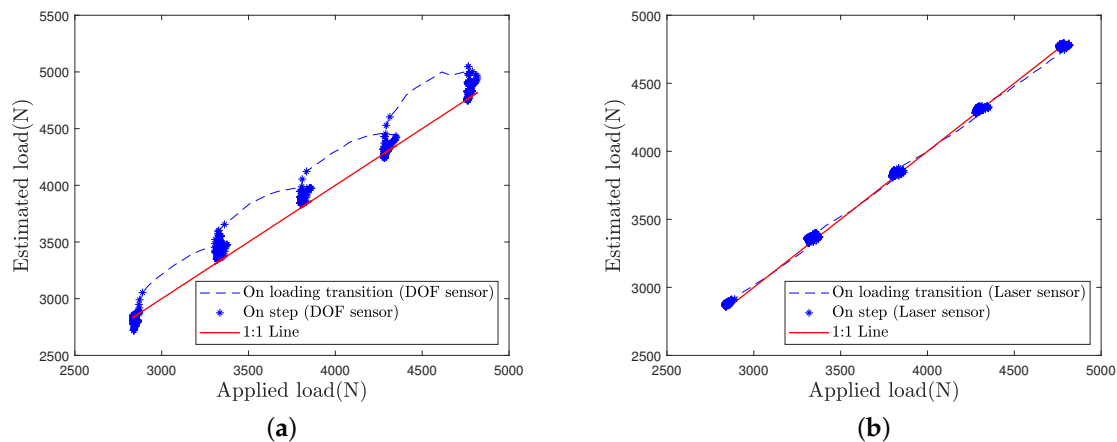 5500
5000
4500
4000
3500
3000
2500
2500 3000 3500 4000 4500 5000
Estimated load(N)
Applied load(N)
On loading transition (DOF sensor)
On step (DOF sensor)
1:1 Line
(a)
5000
4500
4000
3500
3000
2500
2500 3000 3500 4000 4500 5000
Estimated load(N)
Applied load(N)
On loading transition (Laser sensor)
On step (Laser sensor)
1:1 Line
(b)